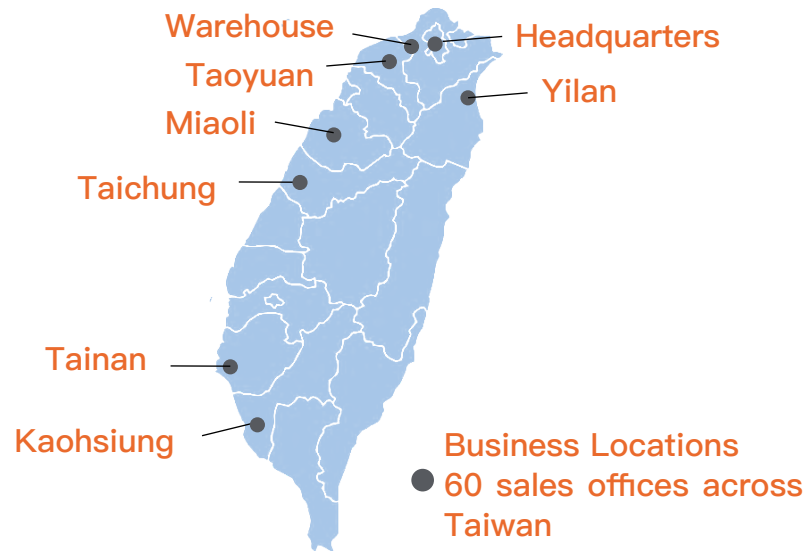 Warehouse
Headquarters
Taoyuan
Yilan
Miaoli
Taichung
Tainan
Kaohsiung
Business Locations
60 sales offices across
Taiwan